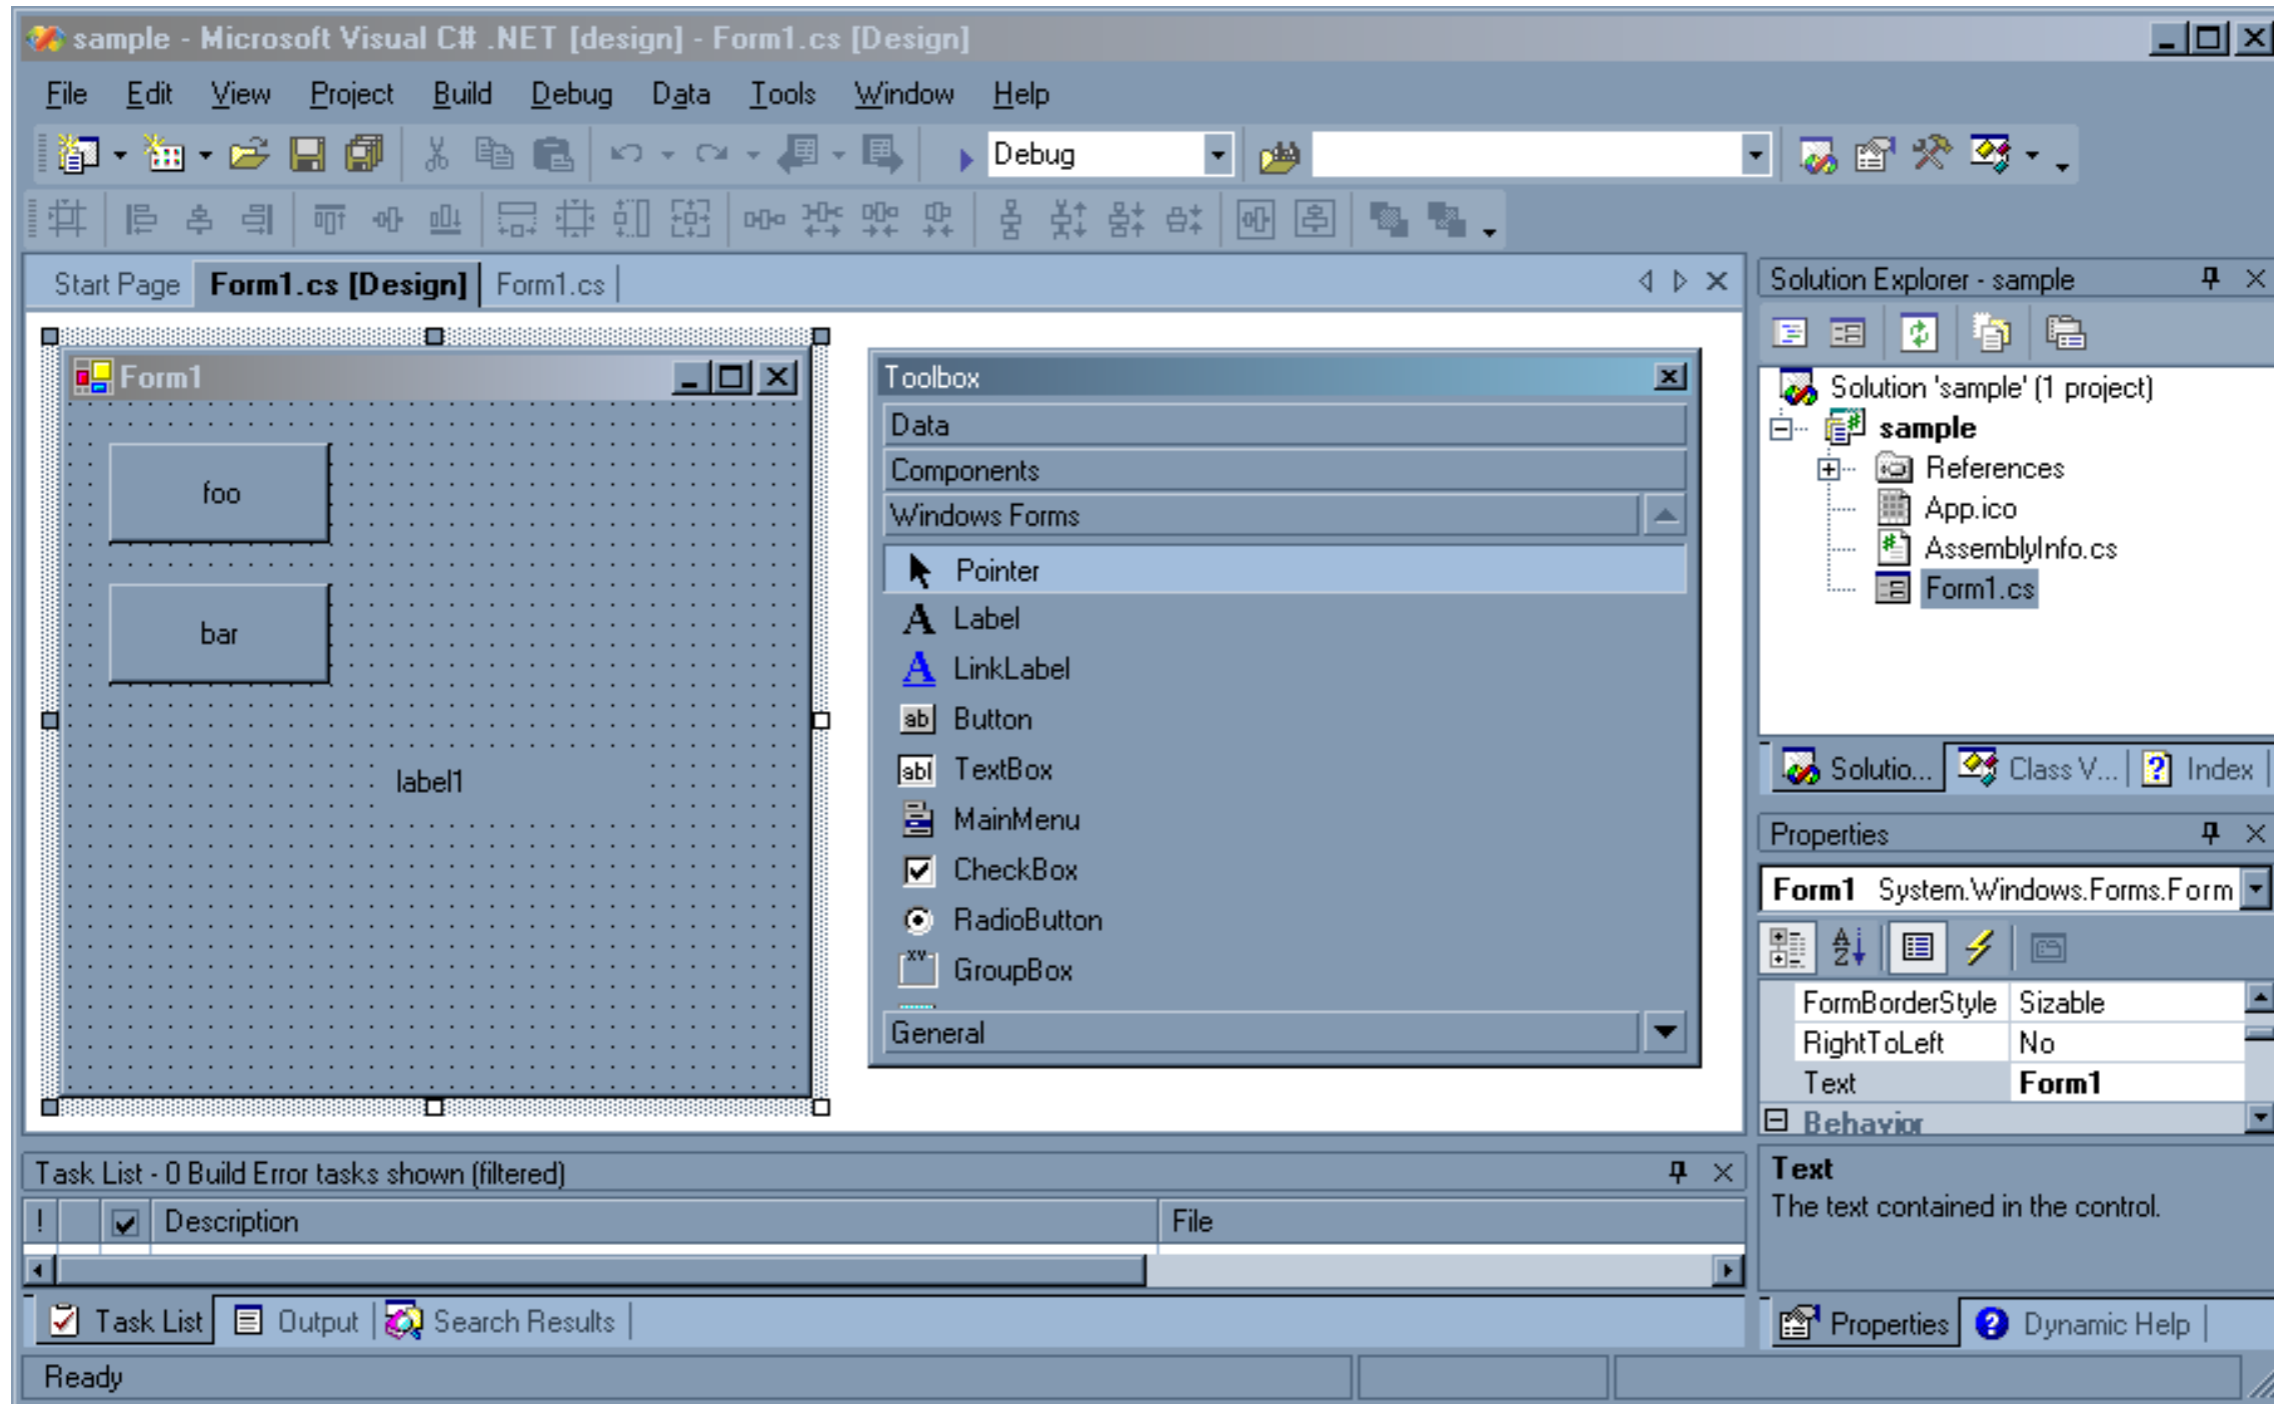 sample - Microsoft Visual C# .NET [design] - Form1.cs [Design]
File Edit View Project Build Debug Data Tools Window Help
Debug
Start Page Form1.cs [Design] Form1.cs
Form1
foo
bar
label1
Toolbox
Data
Components
Windows Forms
Pointer
A Label
A LinkLabel
ab Button
abl TextBox
MainMenu
CheckBox
RadioButton
XY GroupBox
General
Solution Explorer - sample
Solution 'sample' (1 project)
sample
References
App.ico
AssemblyInfo.cs
Form1.cs
Solutio... Class V... Index
Properties
Form1 System.Windows.Forms.Form
FormBorderStyle Sizable
RightToLeft No
Text Form1
Behavior
Text
The text contained in the control.
Properties Dynamic Help
Task List - 0 Build Error tasks shown (filtered)
! Description File
Task List Output Search Results
Ready